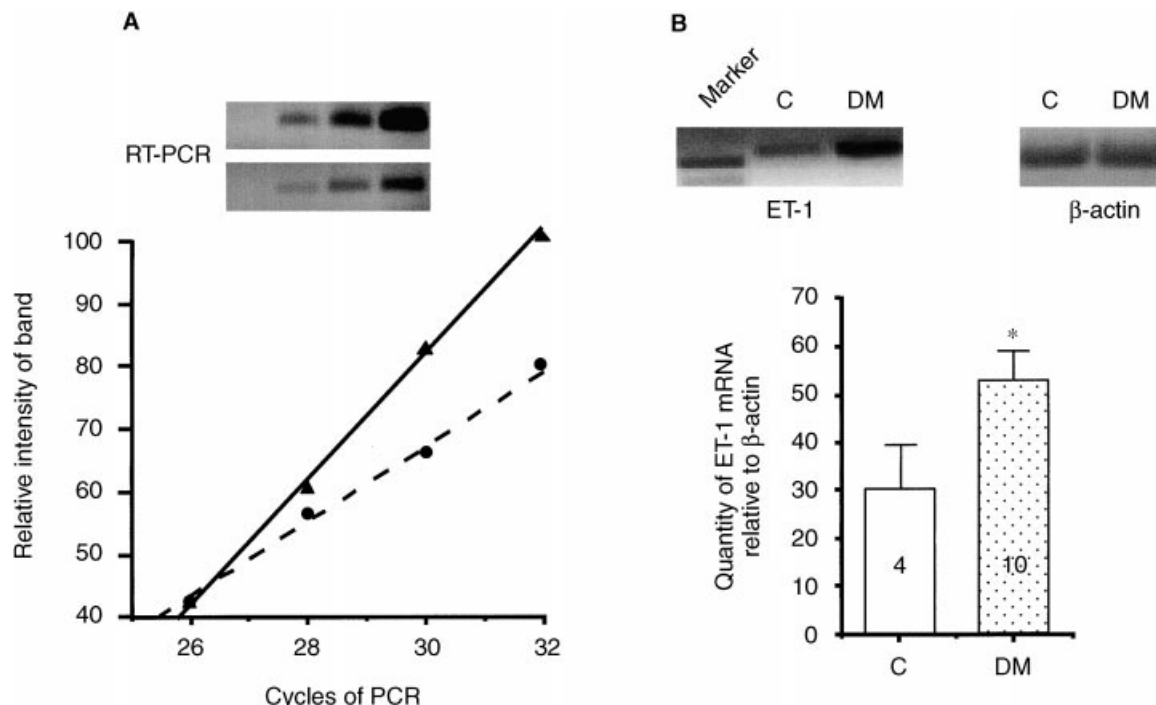 A
RT-PCR
Relative intensity of band
100
90
80
70
60
50
40
26
28
30
32
Cycles of PCR
B
Marker
C
DM
C
DM
ET-1
β-actin
Quantity of ET-1 mRNA
relative to β-actin
70
60
50
40
30
20
10
0
*
4
10
C
DM